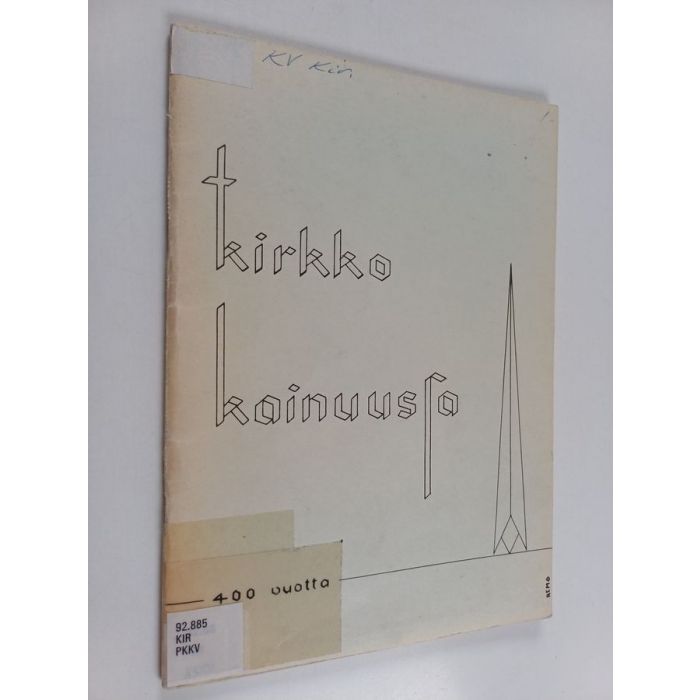 KV Kir
kirkko
kainuussa
400 vuotta
92.885
KIR
PKKV